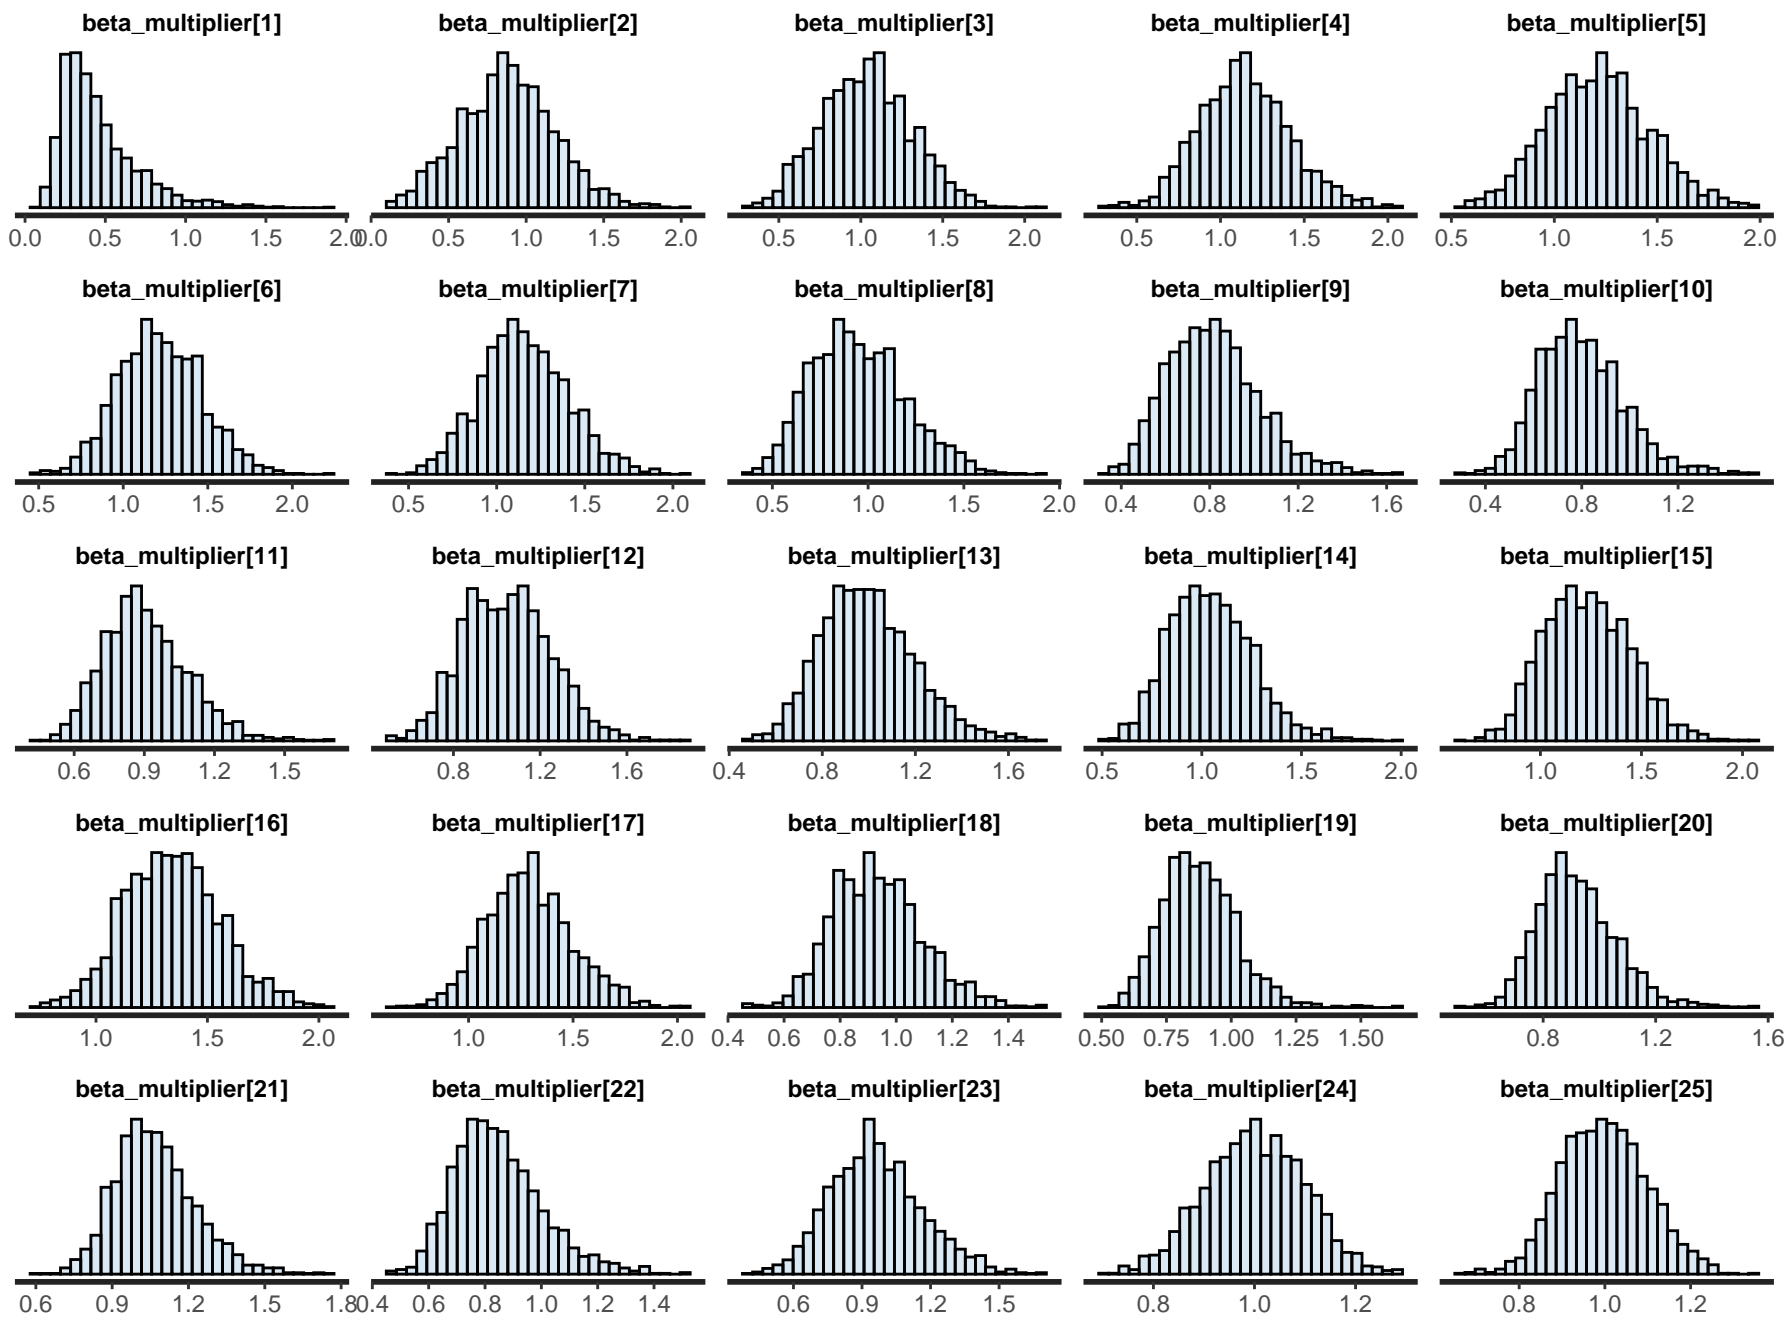 beta_multiplier[1] beta_multiplier[2] beta_multiplier[3] beta_multiplier[4] beta_multiplier[5]
0.0 0.5 1.0 1.5 2.0 0.0 0.5 1.0 1.5 2.0 0.5 1.0 1.5 2.0 0.5 1.0 1.5 2.0 0.5 1.0 1.5 2.0
beta_multiplier[6] beta_multiplier[7] beta_multiplier[8] beta_multiplier[9] beta_multiplier[10]
0.5 1.0 1.5 2.0 0.5 1.0 1.5 2.0 0.5 1.0 1.5 2.0 0.4 0.8 1.2 1.6 0.4 0.8 1.2
beta_multiplier[11] beta_multiplier[12] beta_multiplier[13] beta_multiplier[14] beta_multiplier[15]
0.6 0.9 1.2 1.5 0.8 1.2 1.6 0.4 0.8 1.2 1.6 0.5 1.0 1.5 2.0 1.0 1.5 2.0
beta_multiplier[16] beta_multiplier[17] beta_multiplier[18] beta_multiplier[19] beta_multiplier[20]
1.0 1.5 2.0 1.0 1.5 2.0 0.4 0.6 0.8 1.0 1.2 1.4 0.50 0.75 1.00 1.25 1.50 0.8 1.2 1.6
beta_multiplier[21] beta_multiplier[22] beta_multiplier[23] beta_multiplier[24] beta_multiplier[25]
0.6 0.9 1.2 1.5 1.8 0.4 0.6 0.8 1.0 1.2 1.4 0.6 0.9 1.2 1.5 0.8 1.0 1.2 0.8 1.0 1.2